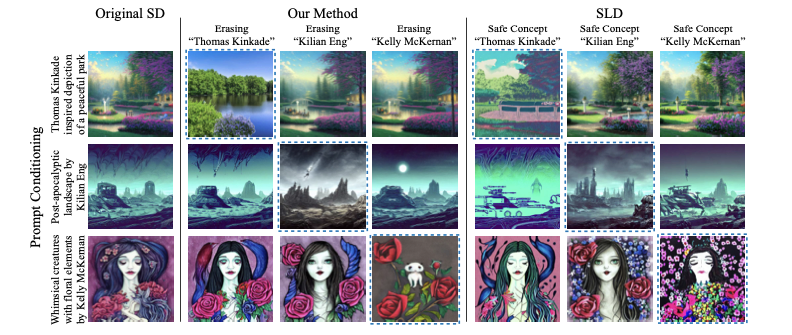 Original SD
Our Method
SLD
Erasing
“Thomas Kinkade”
Erasing
“Kilian Eng”
Erasing
“Kelly McKernan”
Safe Concept
“Thomas Kinkade”
Safe Concept
“Kilian Eng”
Safe Concept
“Kelly McKernan”
Prompt Conditioning
Thomas Kinkade
inspired depiction
of a peaceful park
Post-apocalyptic
landscape by
Kilian Eng
Whimsical creatures
with floral elements
by Kelly McKernan